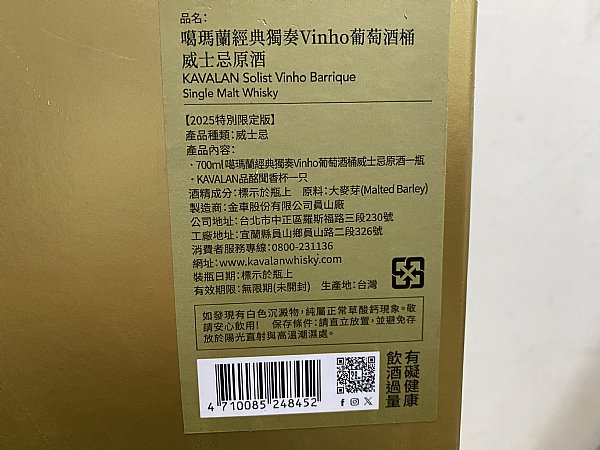 品名:
噶瑪蘭經典獨奏Vinho葡萄酒桶
威士忌原酒
KAVALAN Solist Vinho Barrique
Single Malt Whisky
【2025特別限定版】
產品種類:威士忌
產品內容:
・700ml 噶瑪蘭經典獨奏Vinho葡萄酒桶威士忌原酒一瓶
・KAVALAN品酩聞香杯一只
酒精成分:標示於瓶上 原料:大麥芽(Malted Barley)
製造商:金車股份有限公司員山廠
公司地址:台北市中正區羅斯福路三段230號
工廠地址:宜蘭縣員山鄉員山路二段326號
消費者服務專線:0800-231136
網址:www.kavalanwhisky.com
裝瓶日期:標示於瓶上
有效期限:無限期(未開封) 生產地:台灣
如發現有白色沉澱物,純屬正常草酸鈣現象。敬
請安心飲用! 保存條件:請直立放置,並避免存
放於陽光直射與高溫潮濕處。
4 710085 248452
飲酒過量
有礙健康